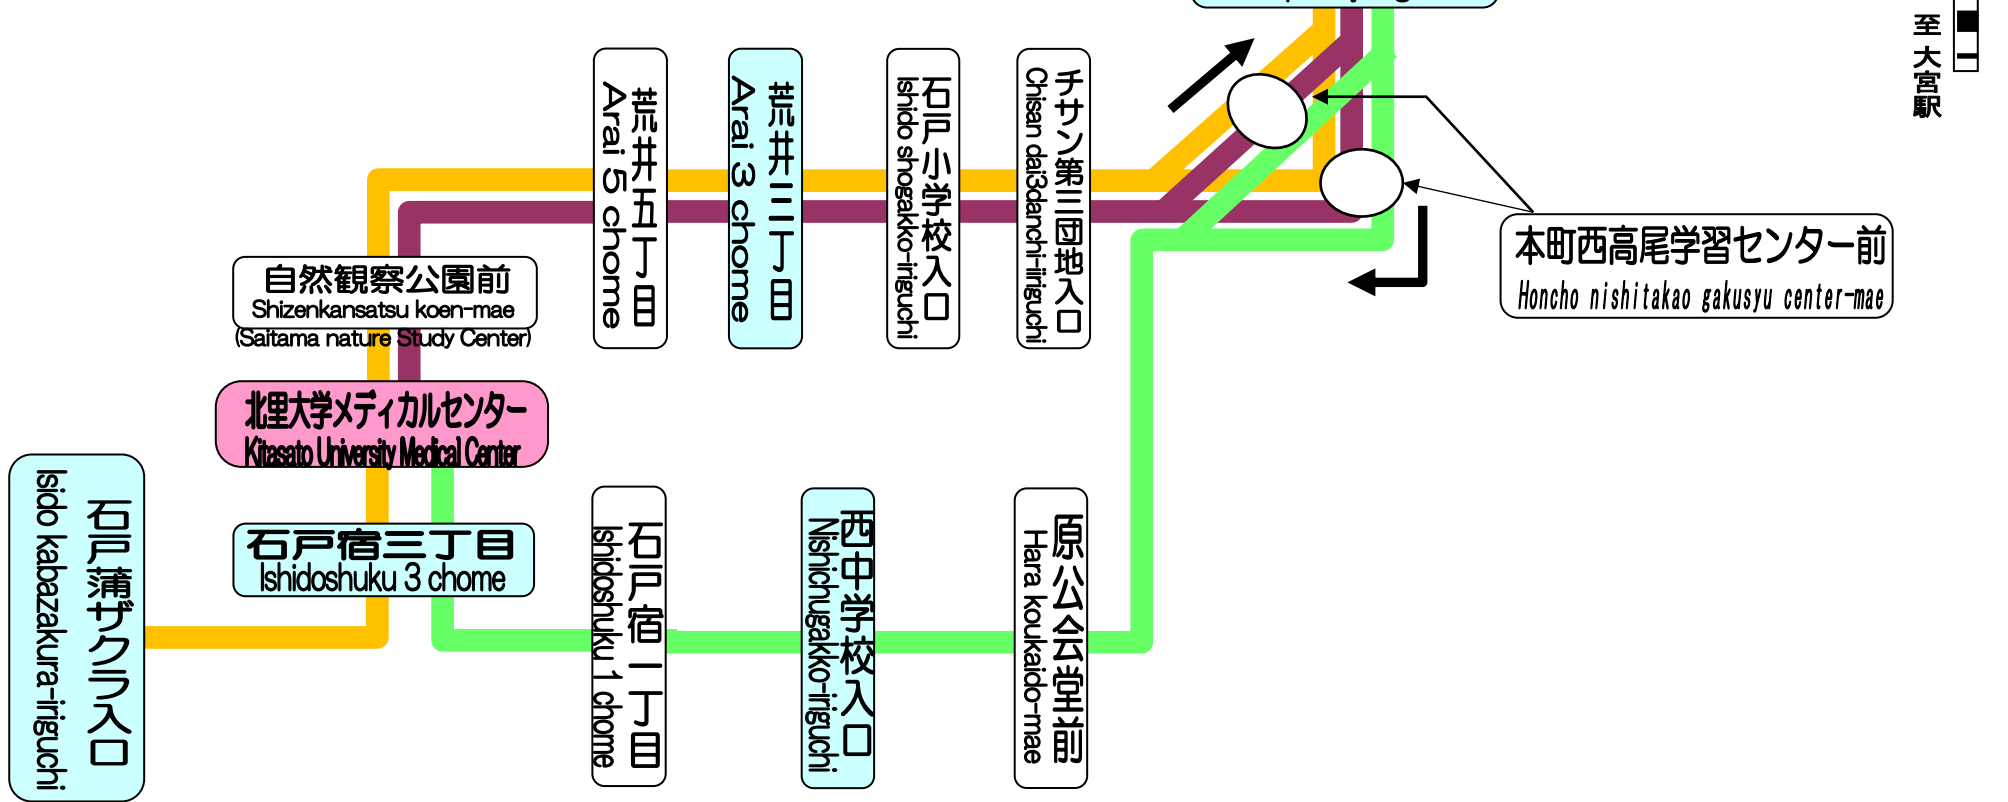 至大宮駅
荒井五丁目
Arai 5 chome
荒井三丁目
Arai 3 chome
石戸小学校入口
Ishido shogakko-iriguchi
チサン第三団地入口
Chisan dai3danchi-iriguchi
本町西高尾学習センター前
Honcho nishitakao gakusyu center-mae
自然観察公園前
Shizenkansatsu koen-mae
(Saitama nature Study Center)
北里大学メディカルセンター
Kitasato University Medical Center
石戸蒲ザクラ入口
Isido kabazakura-iriguchi
石戸宿三丁目
Ishidoshuku 3 chome
石戸宿一丁目
Ishidoshuku 1 chome
西中学校入口
Nishichugakko-iriguchi
原公会堂前
Hara koukaido-mae